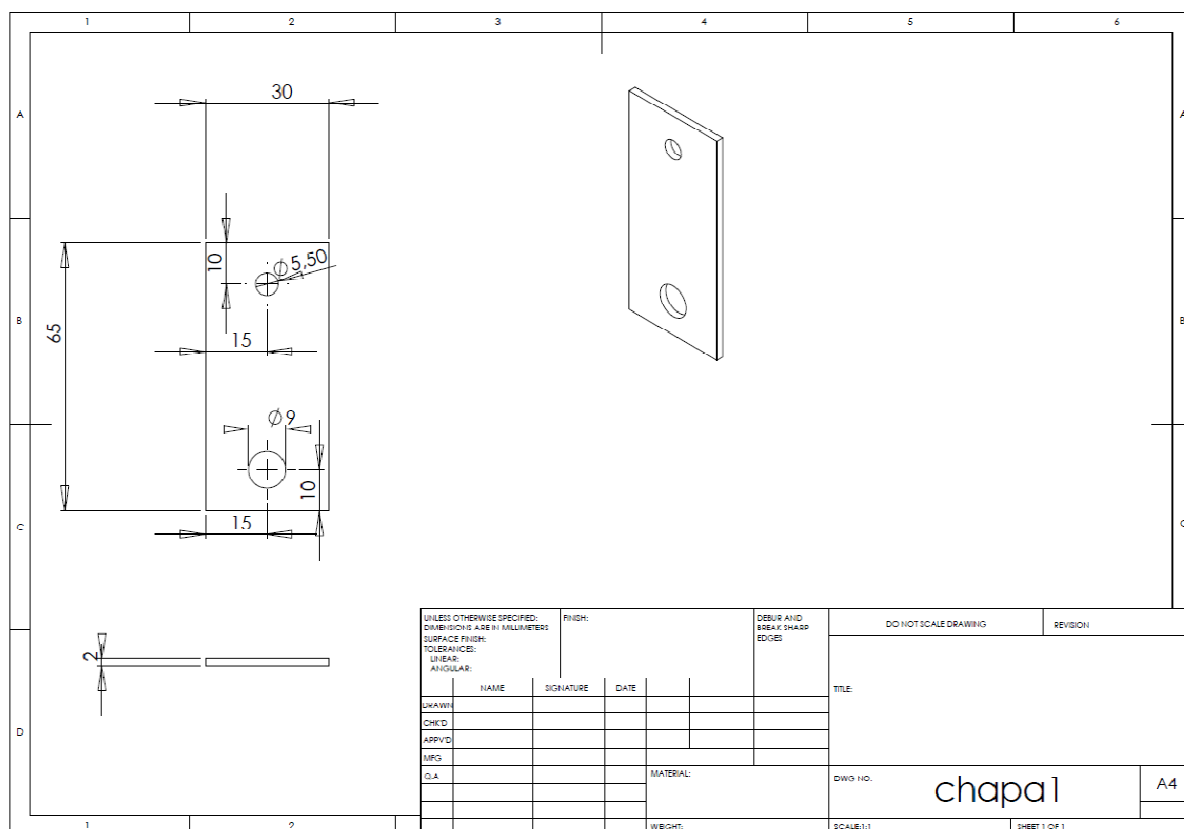 1 2 3 4 5 6
A A
30
10
Ø5,50
B B
65
15
Ø9
10
C C
15
2
D
UNLESS OTHERWISE SPECIFIED:
DIMENSIONS ARE IN MILLIMETERS
SURFACE FINISH:
TOLERANCES:
LINEAR:
ANGULAR:
FINISH:
DEBUR AND
BREAK SHARP
EDGES
DO NOT SCALE DRAWING
REVISION
NAME SIGNATURE DATE
TITLE:
DRAWN
CHK'D
APPV'D
MFG
Q.A
MATERIAL:
DWG NO.
chapa1
A4
WEIGHT:
SCALE:1:1
SHEET 1 OF 1
1 2